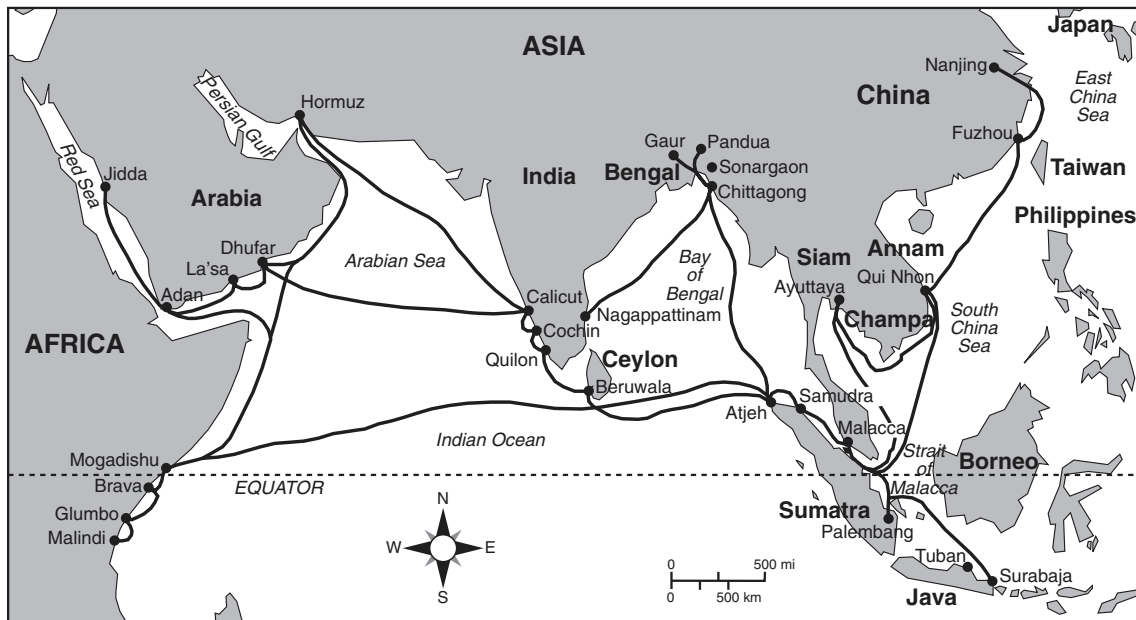 Japan
ASIA
Nanjing
East
China
Sea
China
Persian Gulf
Hormuz
Fuzhou
Gaur
Pandua
Red Sea
Jidda
Bengal
Sonargaon
Taiwan
India
Chittagong
Arabia
Philippines
Dhufar
Annam
Siam
Arabian Sea
Bay
of
Bengal
La'sa
Qui Nhon
Ayuttaya
Adan
Calicut
Nagappattinam
Champa
South
China
Sea
AFRICA
Cochin
Quilon
Ceylon
Beruwala
Atjeh
Samudra
Malacca
Indian Ocean
Strait
of
Malacca
Borneo
Mogadishu
Brava
EQUATOR
Sumatra
Glumbo
Palembang
Malindi
N
W
E
S
Tuban
0
500 mi
0
500 km
Surabaja
Java